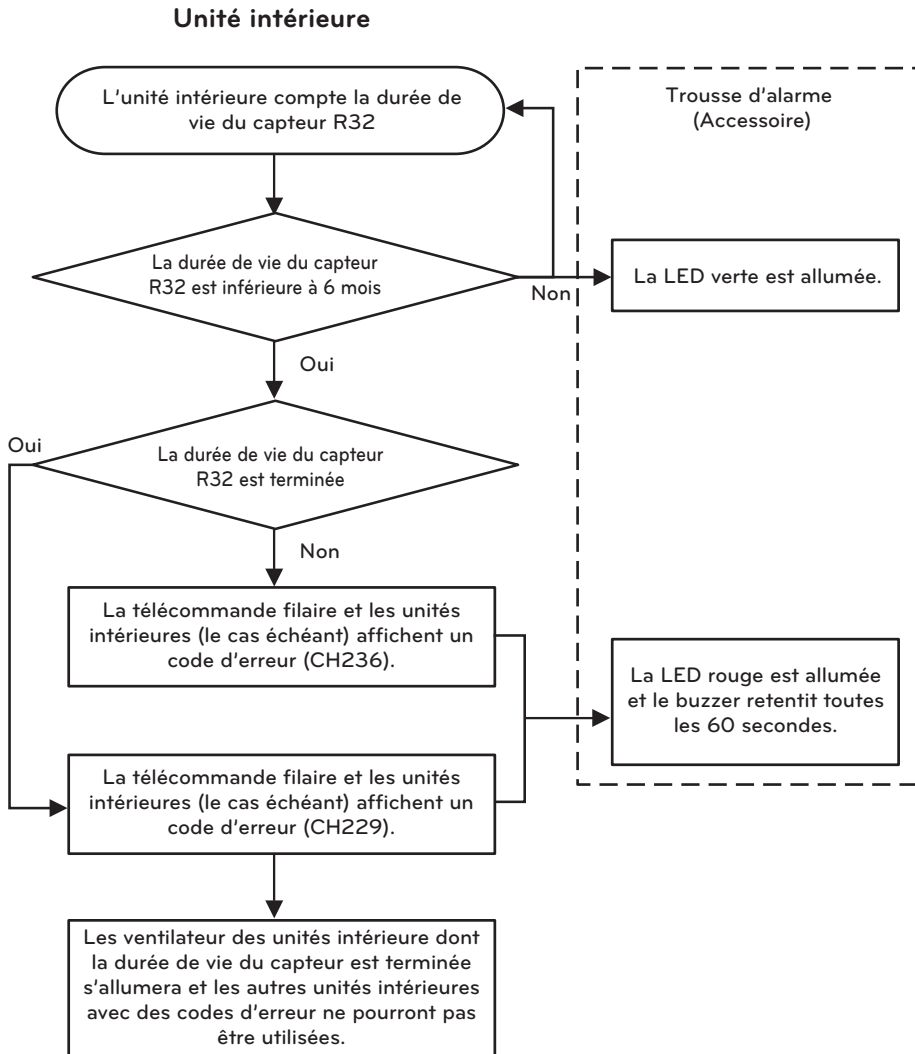 Unité intérieure
L'unité intérieure compte la durée de
vie du capteur R32
Trousse d'alarme
(Accessoire)
La durée de vie du capteur
R32 est inférieure à 6 mois
Non
La LED verte est allumée.
Oui
Oui
La durée de vie du capteur
R32 est terminée
Non
La télécommande filaire et les unités
intérieures (le cas échéant) affichent un
code d'erreur (CH236).
La LED rouge est allumée
et le buzzer retentit toutes
les 60 secondes.
La télécommande filaire et les unités
intérieures (le cas échéant) affichent un
code d'erreur (CH229).
Les ventilateur des unités intérieure dont
la durée de vie du capteur est terminée
s'allumera et les autres unités intérieures
avec des codes d'erreur ne pourront pas
être utilisées.